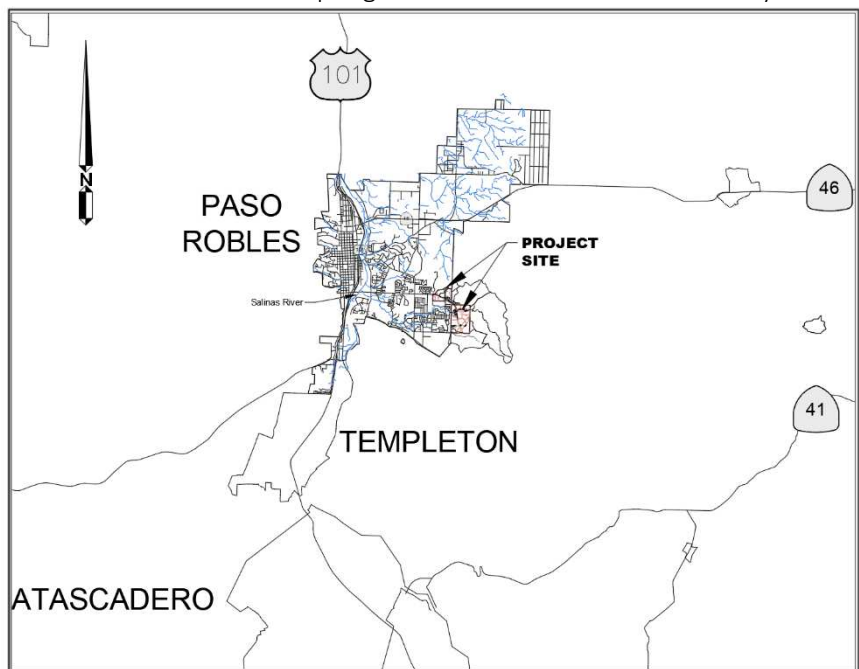 101
N
46
PASO
ROBLES
PROJECT
SITE
Salinas River
41
TEMPLETON
ATASCADERO